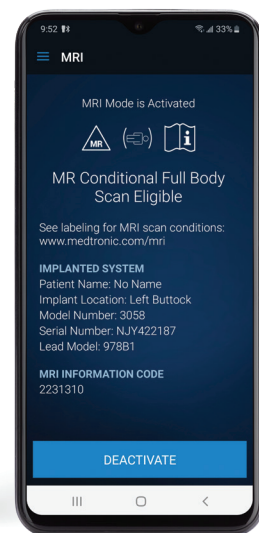 9:52
33%
MRI
MRI Mode is Activated
MR
i
MR Conditional Full Body
Scan Eligible
See labeling for MRI scan conditions:
www.medtronic.com/mri
IMPLANTED SYSTEM
Patient Name: No Name
Implant Location: Left Buttock
Model Number: 3058
Serial Number: NJY422187
Lead Model: 978B1
MRI INFORMATION CODE
2231310
DEACTIVATE